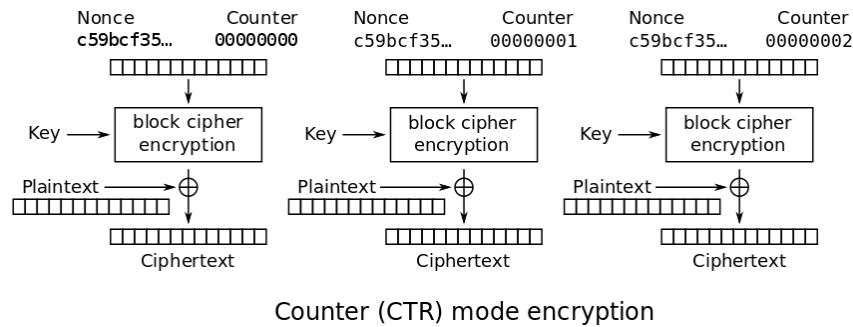 Nonce Counter Nonce Counter Nonce Counter
c59bcf35… 00000000 c59bcf35… 00000001 c59bcf35… 00000002
block cipher block cipher block cipher
Key Key Key
encryption encryption encryption
Plaintext Plaintext Plaintext
Ciphertext Ciphertext Ciphertext
Counter (CTR) mode encryption